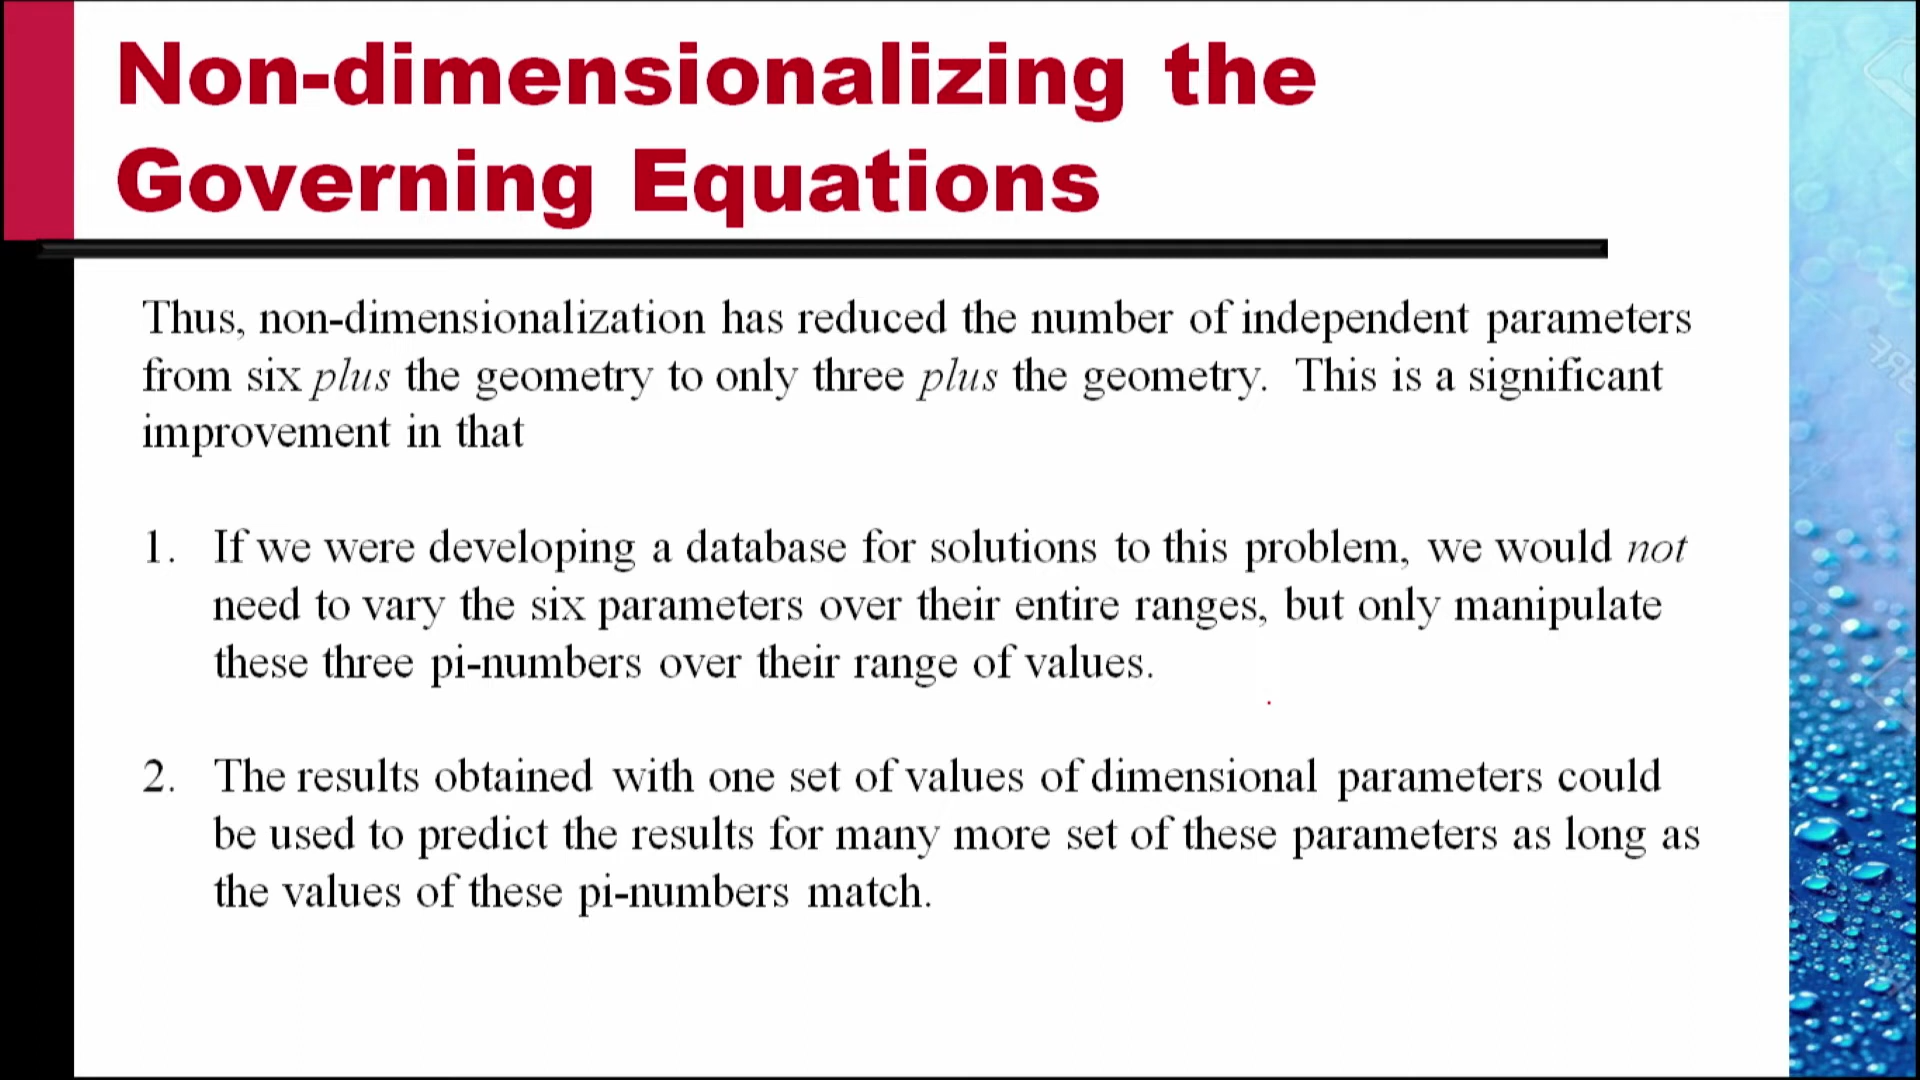 Non-dimensionalizing the
Governing Equations
Thus, non-dimensionalization has reduced the number of independent parameters
from six plus the geometry to only three plus the geometry. This is a significant
improvement in that
1. If we were developing a database for solutions to this problem, we would not
need to vary the six parameters over their entire ranges, but only manipulate
these three pi-numbers over their range of values.
2. The results obtained with one set of values of dimensional parameters could
be used to predict the results for many more set of these parameters as long as
the values of these pi-numbers match.